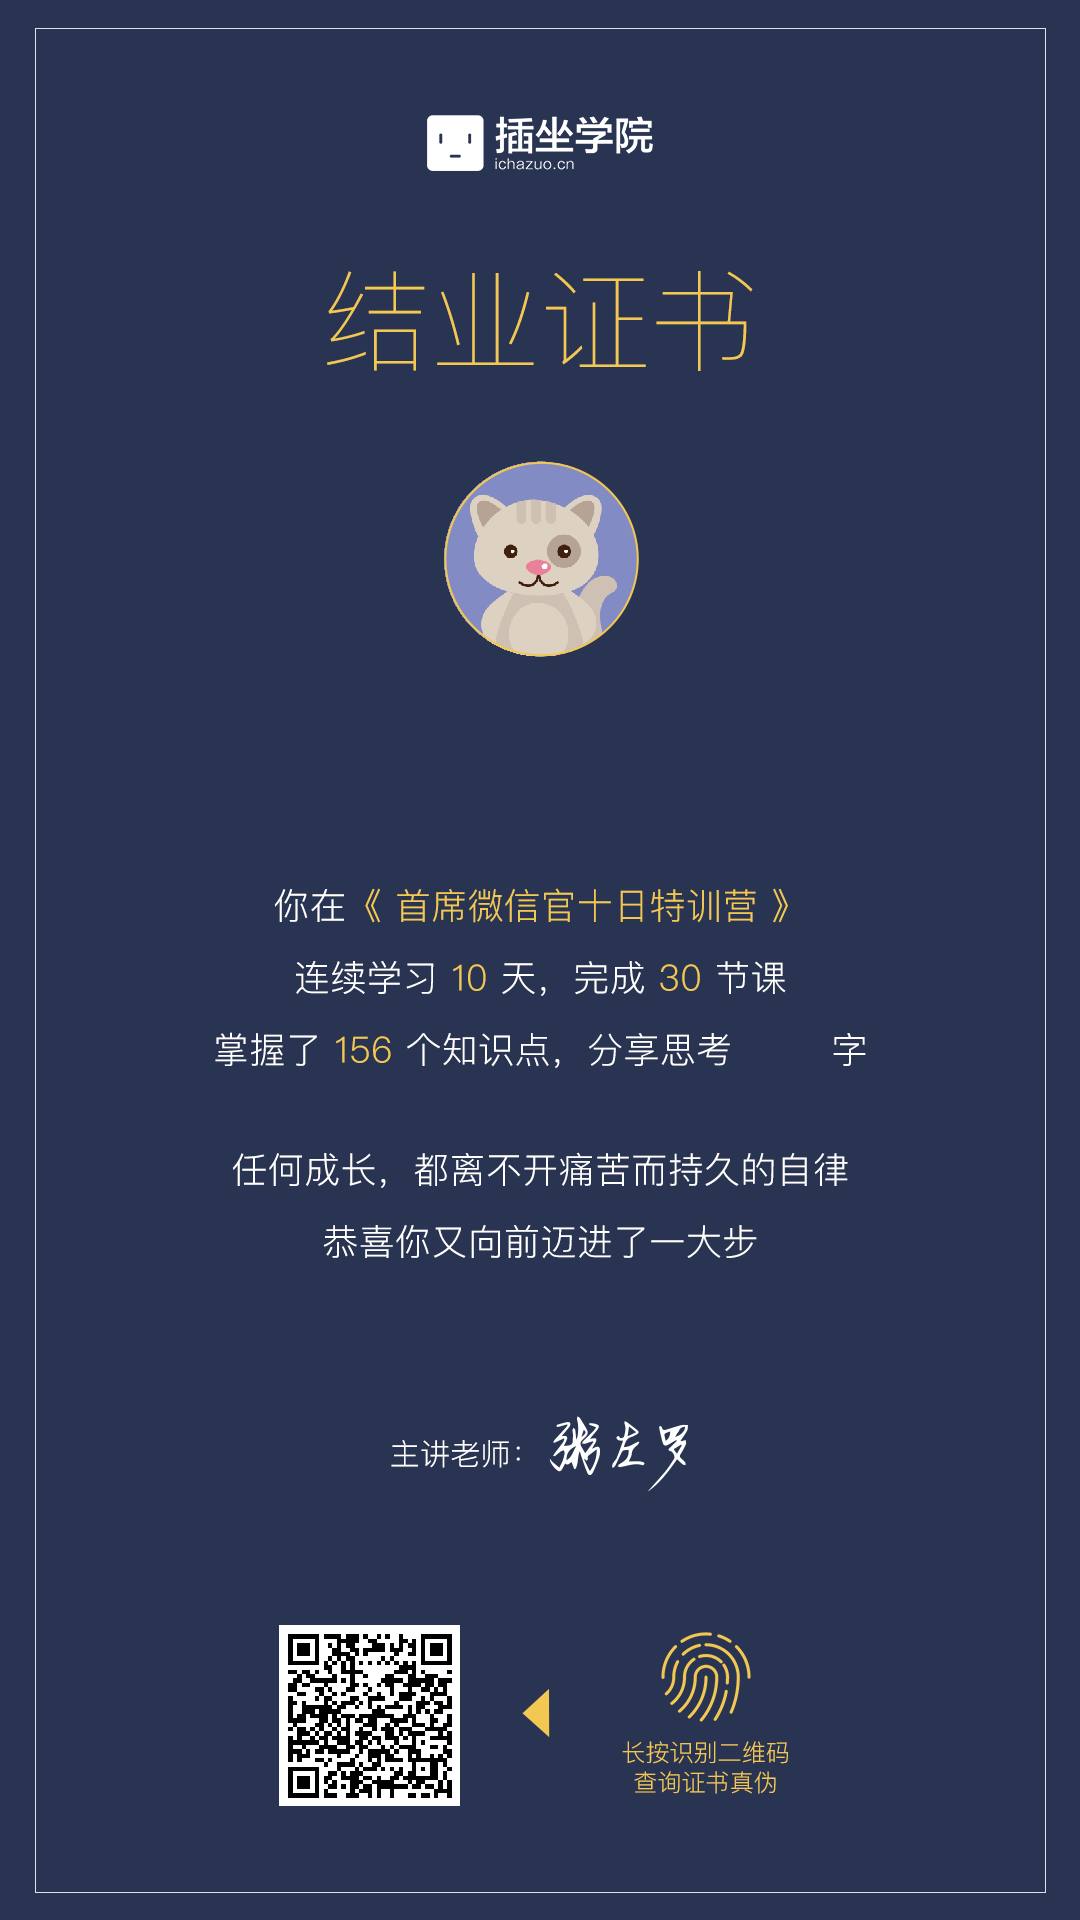 插坐学院
ichazuo.cn
结业证书
你在《 首席微信官十日特训营 》
连续学习 10 天，完成 30 节课
掌握了 156 个知识点，分享思考 字
任何成长，都离不开痛苦而持久的自律
恭喜你又向前迈进了一大步
主讲老师：粥左罗
长按识别二维码
查询证书真伪